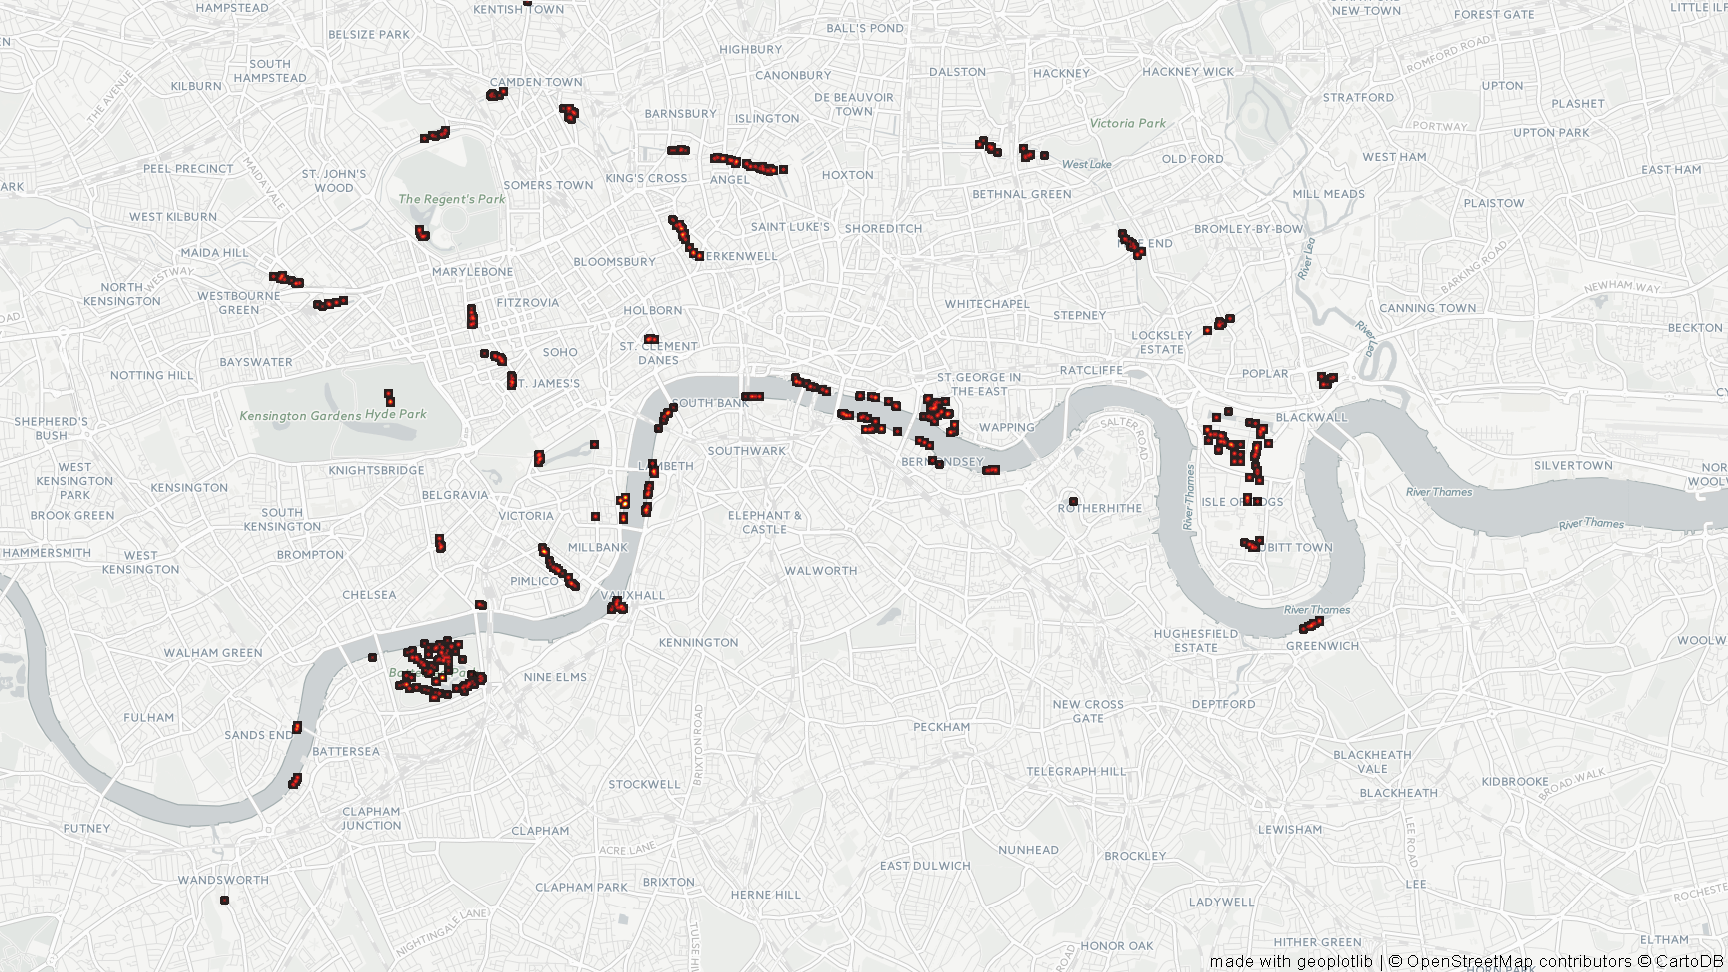 KENTISH TOWN
HAMPSTEAD
BELSIZE PARK
BALL'S POND
NEW TOWN
FOREST GATE
LITTLE ILF
HIGHBURY
SOUTH
HAMPSTEAD
KILBURN
THE AVENUE
CAMDEN TOWN
CANONBURY
DALSTON
HACKNEY
HACKNEY WICK
ROMFORD ROAD
UPTON
STRATFORD
PLASHET
DE BEAUVOIR
TOWN
BARNSBURY
ISLINGTON
Victoria Park
PORTWAY
UPTON PARK
PEEL PRECINCT
MAIDA VALE
ST. JOHN'S
WOOD
SOMERS TOWN
KING'S CROSS
ANGEL
HOXTON
West Lake
OLD FORD
WEST HAM
EAST HAM
ARK
The Regent's Park
BETHNAL GREEN
MILL MEADS
PLAISTOW
WEST KILBURN
SAINT LUKE'S
SHOREDITCH
BROMLEY-BY-BOW
MAIDA HILL
END
River Lea
BARKING ROAD
ERKENWELL
BLOOMSBURY
MARYLEBONE
WESTWAY
NORTH
KENSINGTON
WESTBOURNE
GREEN
FITZROVIA
HOLBORN
WHITECHAPEL
STEPNEY
CANNING TOWN
NEWHAM WAY
BECKTON
ST. CLEMENT
DANES
SOHO
LOCKSLEY
ESTATE
River Lea
BAYSWATER
NOTTING HILL
T. JAMES'S
ST.GEORGE IN
THE-EAST
RATCLIFFE
POPLAR
Kensington Gardens
Hyde Park
SOUTH BANK
BLACKWALL
SHEPHERD'S
BUSH
WAPPING
SALTER ROAD
KNIGHTSBRIDGE
SOUTHWARK
LAMBETH
BERMONDSEY
SILVERTOWN
WEST
KENSINGTON
PARK
KENSINGTON
BELGRAVIA
River Thames
River Thames
NOR
WOOLW
BROOK GREEN
SOUTH
KENSINGTON
VICTORIA
ELEPHANT &
CASTLE
ROTHERHITHE
ISLE OF DOGS
River Thames
HAMMERSMITH
WEST
KENSINGTON
BROMPTON
MILLBANK
UBITT TOWN
PIMLICO
WALWORTH
CHELSEA
VAUXHALL
River Thames
WALHAM GREEN
KENNINGTON
HUGHESFIELD
ESTATE
GREENWICH
WOOLW
NINE ELMS
FULHAM
SANDS END
BATTERSEA
BRIXTON ROAD
PECKHAM
NEW CROSS
GATE
DEPTFORD
BLACKHEATH
VALE
STOCKWELL
TELEGRAPH HILL
BLACKHEATH
KIDBROOKE
BROAD WALK
CLAPHAM
JUNCTION
FUTNEY
CLAPHAM
ACRE LANE
NUNHEAD
LEWISHAM
LEE ROAD
BROCKLEY
EAST DULWICH
WANDSWORTH
CLAPHAM PARK
BRIXTON
HERNE HILL
LEE
ROCHESTE
LADYWELL
NIGHTINGALE LANE
TULSE HI
HONOR OAK
ROAD
HITHER GREEN
ELTHAM
made with geoplotlib | © OpenStreetMap contributors © CartoDB